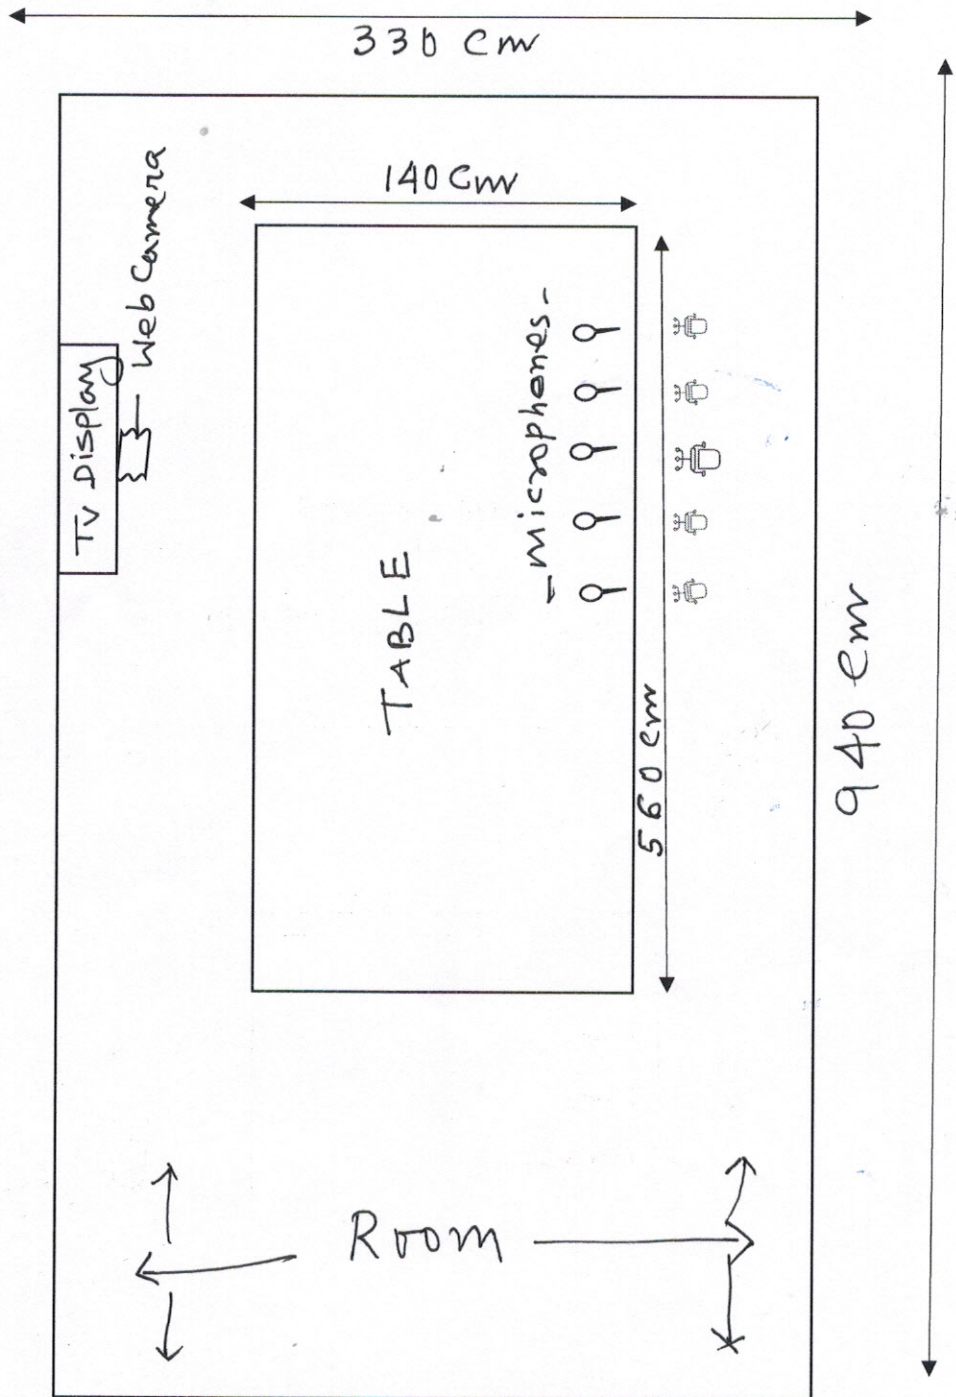 330 cm
140 cm
Web Camera
TV Display
- microphones -
TABLE
560 cm
940 cm
Room